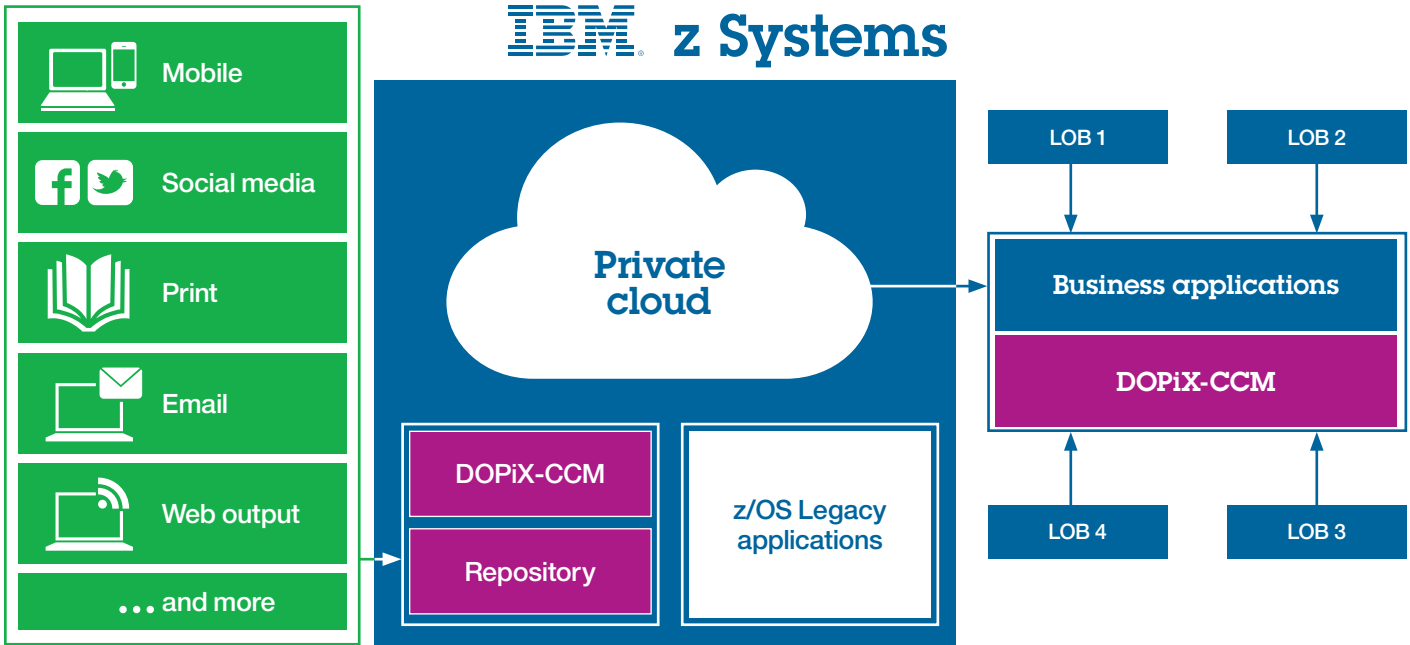 IBM® z Systems
Mobile
Social media
Print
Email
Web output
... and more
Private
cloud
DOPiX-CCM
Repository
z/OS Legacy
applications
LOB 1
LOB 2
Business applications
DOPiX-CCM
LOB 4
LOB 3